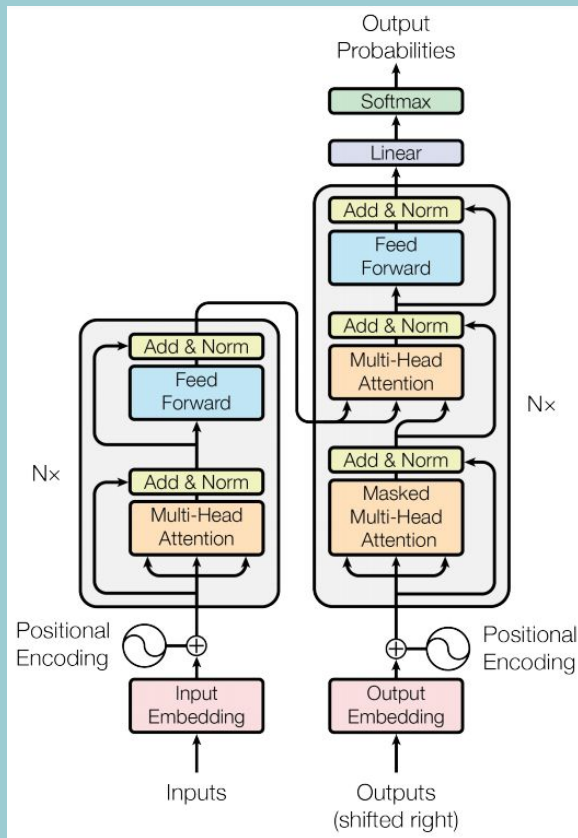 Output
Probabilities
Softmax
Linear
Add & Norm
Feed
Forward
Add & Norm
Multi-Head
Attention
Add & Norm
Masked
Multi-Head
Attention
N×
Add & Norm
Feed
Forward
Add & Norm
Multi-Head
Attention
N×
Positional
Encoding
Positional
Encoding
Input
Embedding
Output
Embedding
Inputs
Outputs
(shifted right)